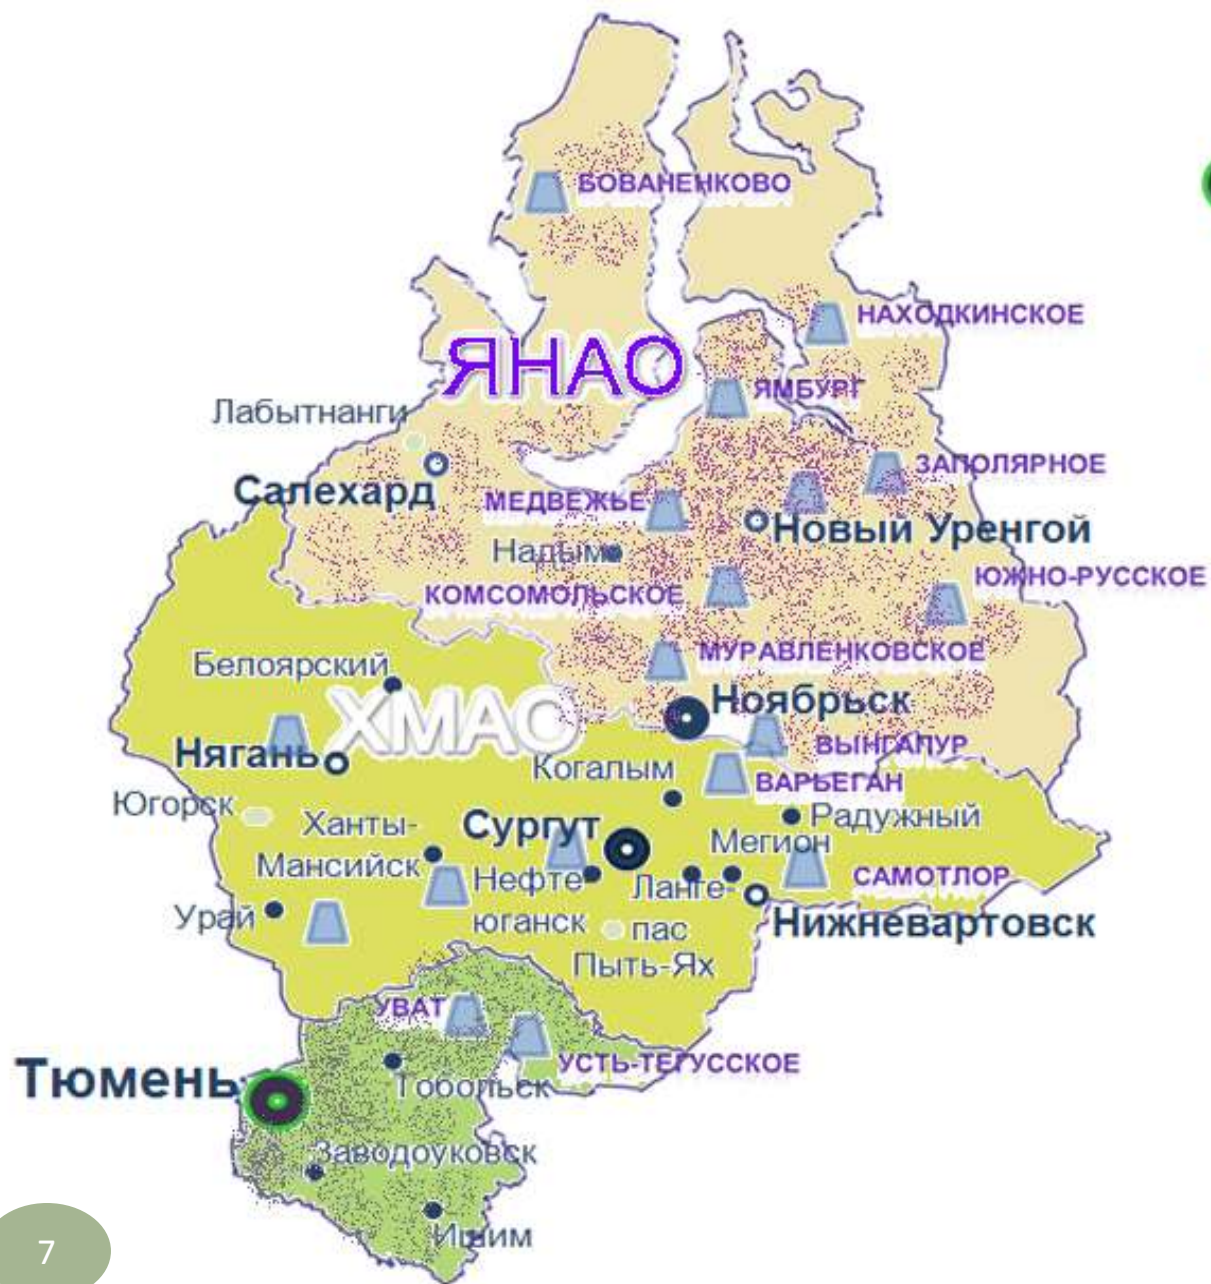 БОВАНЕНКОВО
НАХОДКИНСКОЕ
ЯНАО
ЯМБУРГ
Лабытнанги
ЗАПОЛЯРНОЕ
Салехард
МЕДВЕЖЬЕ
Новый Уренгой
Надым
ЮЖНО-РУССКОЕ
КОМСОМОЛЬСКОЕ
МУРАВЛЕНКОВСКОЕ
Белоярский
Ноябрьск
ХМАО
ВЫНГАПУР
Нягань
Когалым
ВАРЬЕГАН
Югорск
Радужный
Ханты-
Мансийск
Сургут
Мегион
САМОТЛОР
Нефте
юганск
Ланге-
пас
Урай
Нижневартовск
Пыть-Ях
УВАТ
УСТЬ-ТЕГУССКОЕ
Тюмень
Тобольск
Заводоуковск
Ишим
7